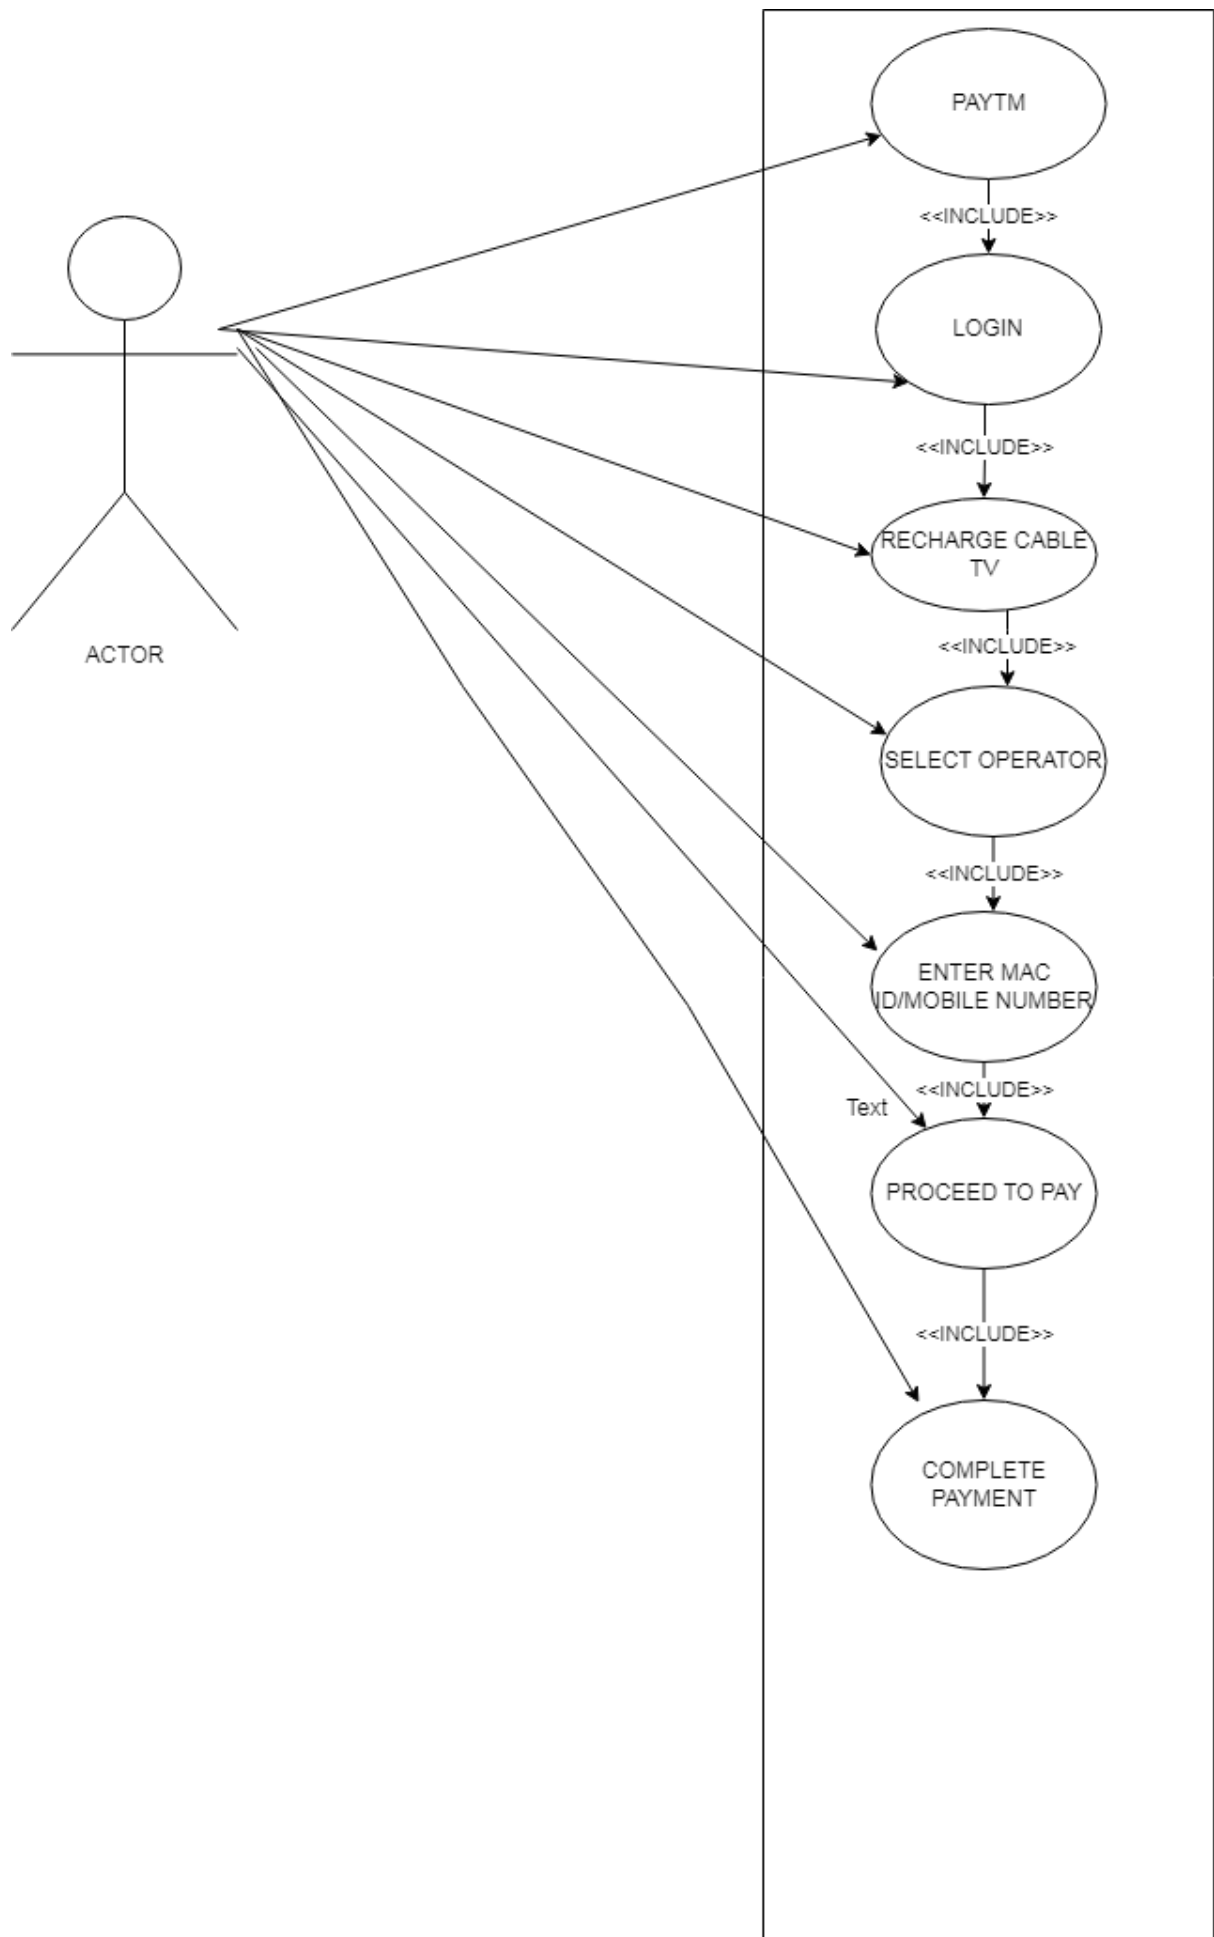 PAYTM
<<INCLUDE>>
LOGIN
<<INCLUDE>>
RECHARGE CABLE
TV
<<INCLUDE>>
ACTOR
SELECT OPERATOR
<<INCLUDE>>
ENTER MAC
ID/MOBILE NUMBER
<<INCLUDE>>
Text
PROCEED TO PAY
<<INCLUDE>>
COMPLETE
PAYMENT